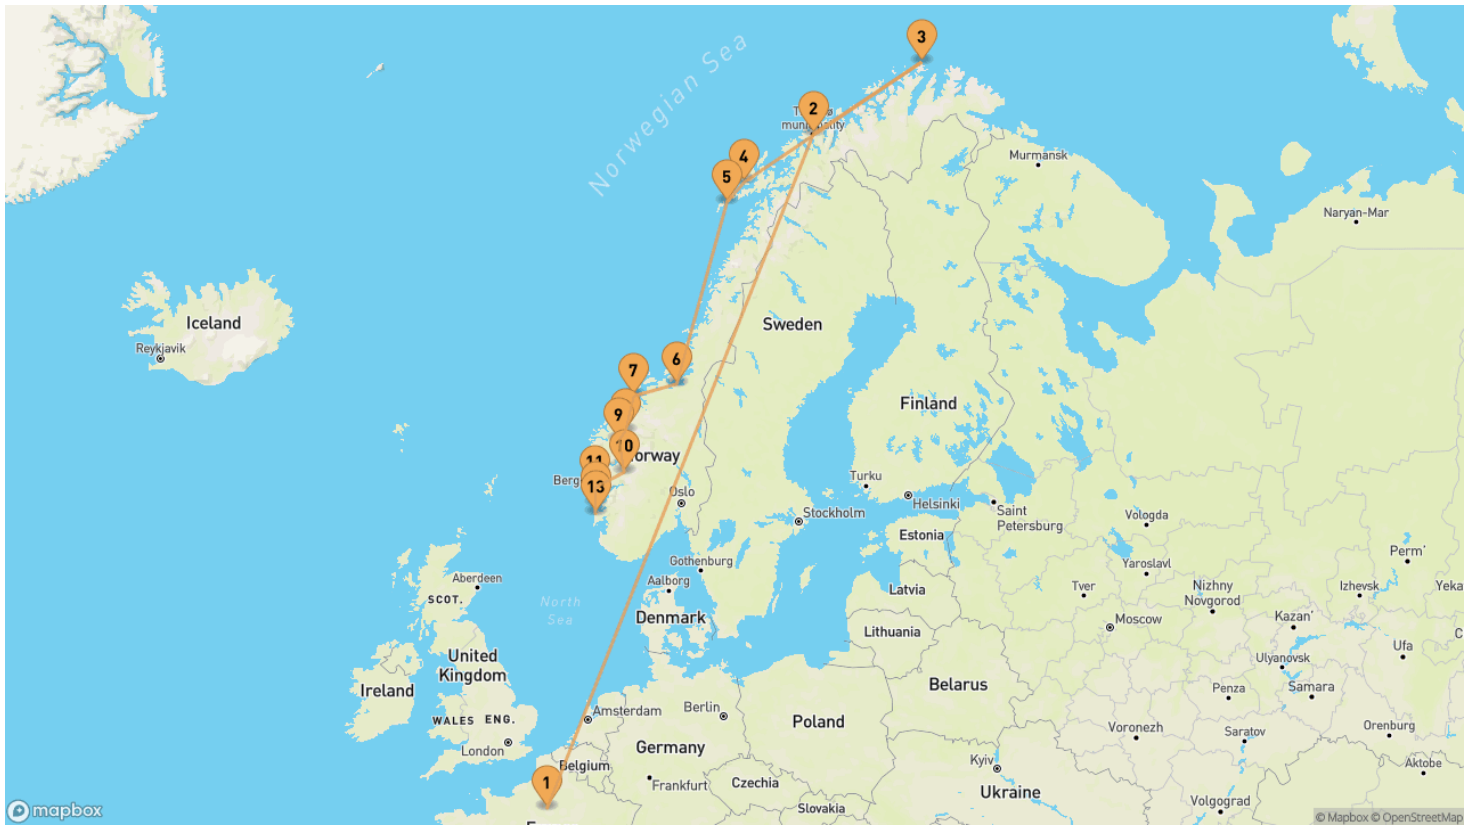 3
2
municipality
Norwegian Sea
4
5
Murmansk
Naryan-Mar
Iceland
Reykjavik
Sweden
6
7
9
10
11
13
Finland
Turku
Helsinki
Oslo
Stockholm
Saint
Petersburg
Vologda
Estonia
Gothenburg
Aalborg
Aberdeen
SCOT.
North
Sea
Denmark
Latvia
Lithuania
Yaroslavl
Tver
Nizhny
Novgorod
Perm'
Izhevsk
Moscow
Kazan'
Ufa
Ulyanovsk
Samara
Penza
United
Kingdom
Ireland
WALES
ENG.
London
Amsterdam
Berlin
Poland
Belarus
Germany
Belgium
Frankfurt
Czechia
Slovakia
Kyiv
Ukraine
Voronezh
Saratov
Orenburg
Aktobe
Volgograd
1
mapbox
© Mapbox © OpenStreetMap